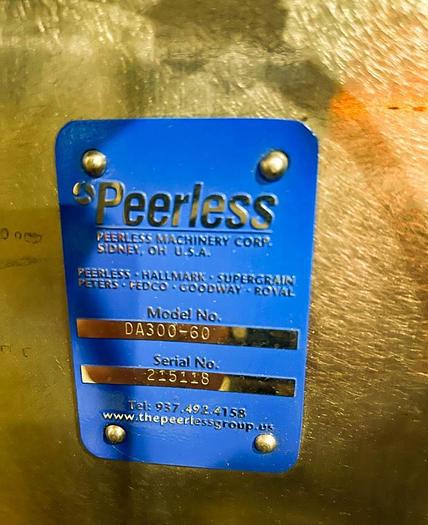 Peerless
PEERLESS MACHINERY CORP.
SIDNEY, OH U.S.A.
PEERLESS · HALLMARK · SUPERGRAIN
PETERS · FEDCO · GOODWAY · ROYAL
Model No.
DA300-60
Serial No.
215118
Tel: 937.492.4158
www.thepeerlessgroup.us